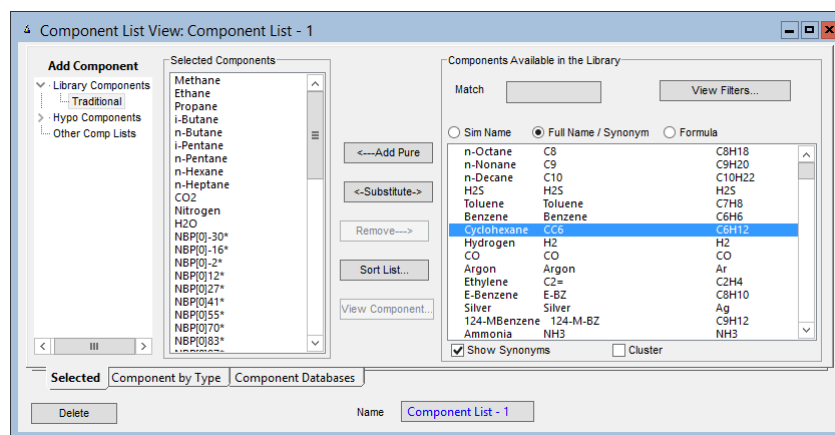 Component List View: Component List - 1
Add Component
Library Components
Traditional
Hypo Components
Other Comp Lists
Selected Components
Methane
Ethane
Propane
i-Butane
n-Butane
i-Pentane
n-Pentane
n-Hexane
n-Heptane
CO2
Nitrogen
H2O
NBP[0]-30*
NBP[0]-16*
NBP[0]-2*
NBP[0]12*
NBP[0]27*
NBP[0]41*
NBP[0]55*
NBP[0]70*
NBP[0]83*
<---Add Pure
<-Substitute->
Remove--->
Sort List...
View Component...
Components Available in the Library
Match
View Filters...
Sim Name Full Name / Synonym Formula
n-Octane C8 C8H18
n-Nonane C9 C9H20
n-Decane C10 C10H22
H2S H2S H2S
Toluene Toluene C7H8
Benzene Benzene C6H6
Cyclohexane CC6 C6H12
Hydrogen H2 H2
CO CO CO
Argon Argon Ar
Ethylene C2= C2H4
E-Benzene E-BZ C8H10
Silver Silver Ag
124-MBenzene 124-M-BZ C9H12
Ammonia NH3 NH3
Show Synonyms Cluster
Selected Component by Type Component Databases
Delete Name Component List - 1